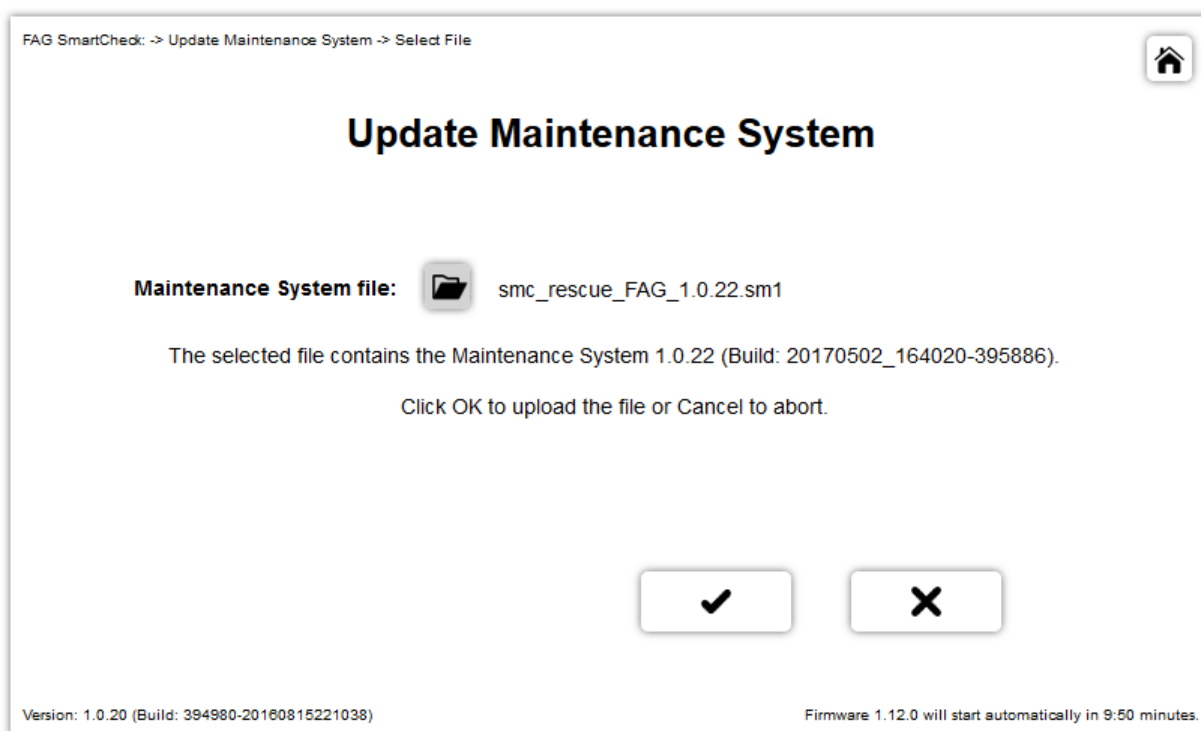 FAG SmartCheck: -> Update Maintenance System -> Select File
Update Maintenance System
Maintenance System file: smc_rescue_FAG_1.0.22.sm1
The selected file contains the Maintenance System 1.0.22 (Build: 20170502_164020-395886).
Click OK to upload the file or Cancel to abort.
Version: 1.0.20 (Build: 394980-20160815221038) Firmware 1.12.0 will start automatically in 9:50 minutes.